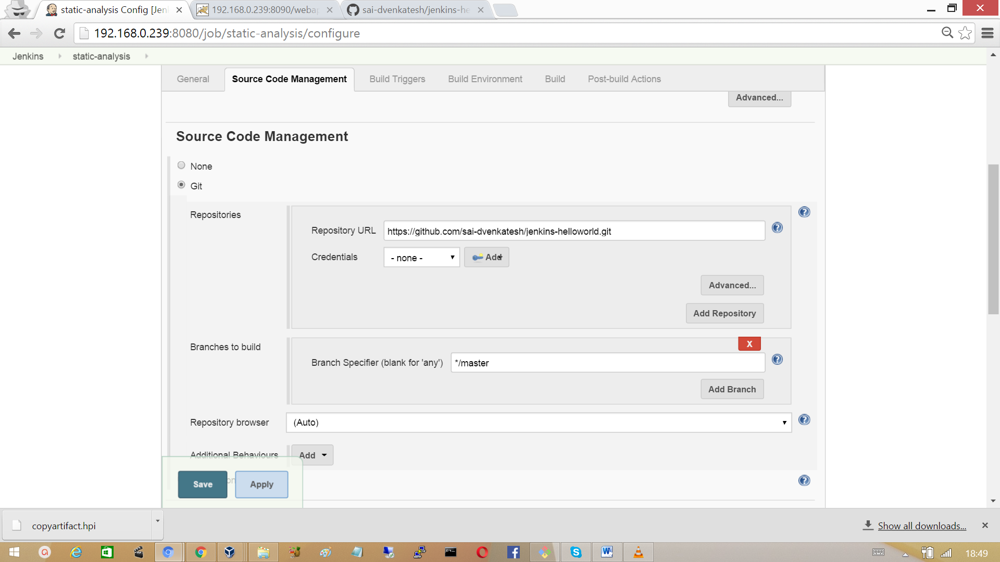 static-analysis Config [Jen
192.168.0.239:8090/webap
sai-dvenkatesh/jenkins-he
192.168.0.239:8080/job/static-analysis/configure
Jenkins
static-analysis
General
Source Code Management
Build Triggers
Build Environment
Build
Post-build Actions
Advanced...
Source Code Management
None
Git
Repositories
Repository URL
https://github.com/sai-dvenkatesh/jenkins-helloworld.git
Credentials
- none -
Add
Advanced...
Add Repository
Branches to build
X
Branch Specifier (blank for 'any')
*/master
Add Branch
Repository browser
(Auto)
Additional Behaviours
Add
Save
Apply
copyartifact.hpi
Show all downloads...
18:49